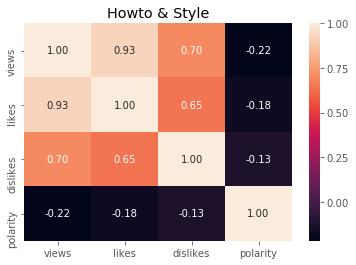 Howto & Style
views
1.00 0.93 0.70 -0.22
likes
0.93 1.00 0.65 -0.18
dislikes
0.70 0.65 1.00 -0.13
polarity
-0.22 -0.18 -0.13 1.00
views likes dislikes polarity
1.00
0.75
0.50
0.25
0.00